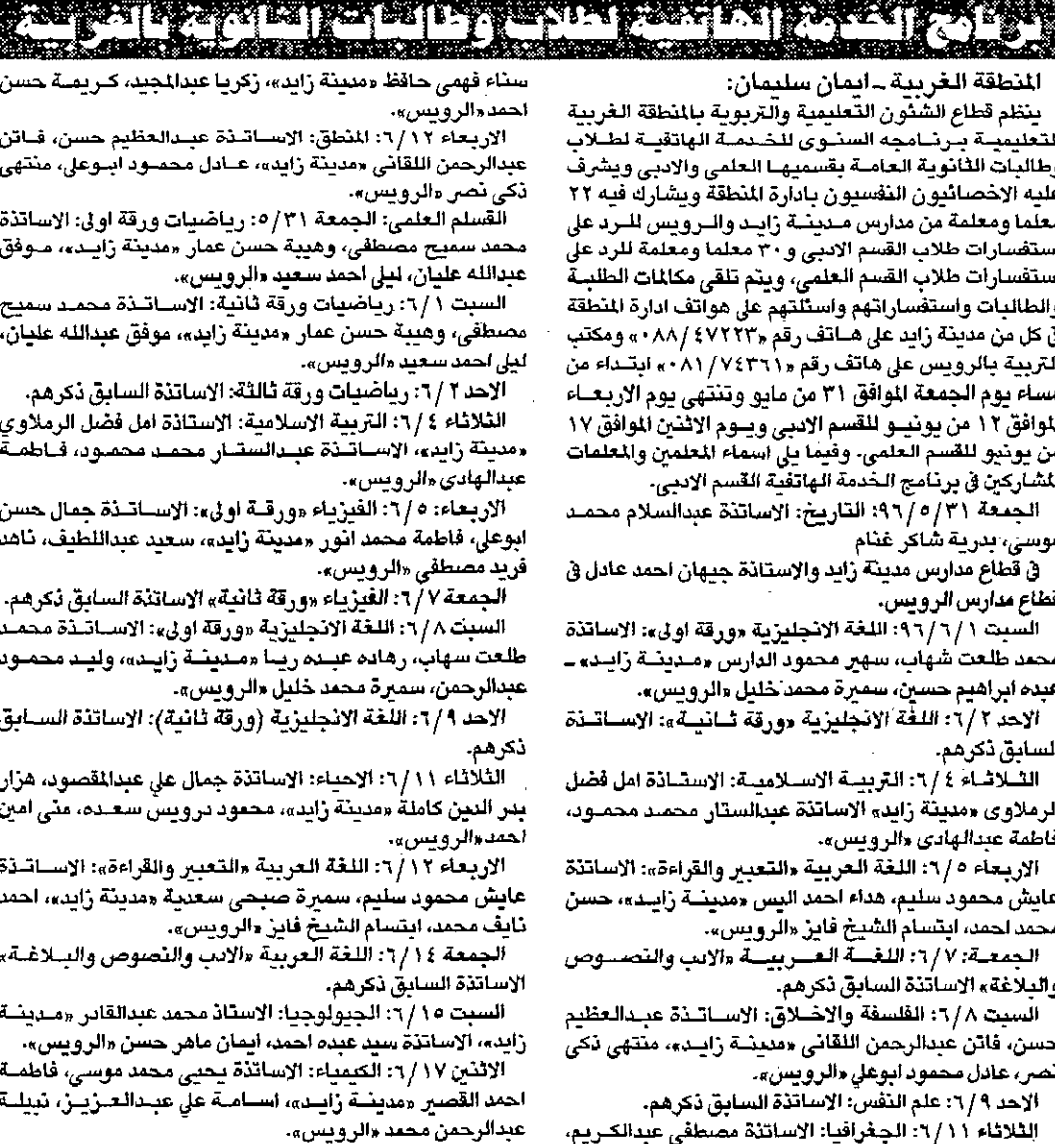 برنامج الخدمة الهاتفية لطلاب وطالبات الثانوية بالغربية
المنطقة الغربية ـ ايمان سليمان:
ينظم قطاع الشئون التعليمية والتربوية بالمنطقة الغربية
التعليمية برنامجه السنوى للخدمة الهاتفية لطلاب
وطالبات الثانوية العامة بقسميها العلمي والادبي ويشرف
عليه الاخصائيون النفسيون بادارة المنطقة ويشارك فيه ٢٢
معلما ومعلمة من مدارس مدينة زايد والرويس للرد على
استفسارات طلاب القسم الادبي و٣٠ معلما ومعلمة للرد على
استفسارات طلاب القسم العلمي، ويتم تلقي مكالمات الطلبة
والطالبات واستفساراتهم واسئلتهم على هواتف ادارة المنطقة
في كل من مدينة زايد على هاتف رقم «٠٨٨/٤٧٢٢٣» ومكتب
التربية بالرويس على هاتف رقم «٠٨١/٧٤٣٦١» ابتداء من
مساء يوم الجمعة الموافق ٣١ من مايو وتنتهي يوم الاربعاء
الموافق ١٢ من يونيو للقسم الادبي ويوم الاثنين الموافق ١٧
من يونيو للقسم العلمي. وفيما يلي اسماء المعلمين والمعلمات
المشاركين في برنامج الخدمة الهاتفية القسم الادبي.
الجمعة ٩٦/٥/٣١: التاريخ: الاساتذة عبدالسلام محمد
موسى، بدرية شاكر غنام
في قطاع مدارس مدينة زايد والاستاذة جيهان احمد عادل في
قطاع مدارس الرويس.
السبت ٩٦/٦/١: اللغة الانجليزية «ورقة اولى»: الاساتذة
محمد طلعت شهاب، سهير محمود الدارس «مدينة زايد» ـ
عبده ابراهيم حسين، سميرة محمد خليل «الرويس».
الاحد ٦/٢: اللغة الانجليزية «ورقة ثانية»: الاساتذة
السابق ذكرهم.
الثلاثاء ٦/٤: التربية الاسلامية: الاستاذة امل فضل
الرملاوى «مدينة زايد» الاساتذة عبدالستار محمد محمود،
فاطمة عبدالهادى «الرويس».
الاربعاء ٦/٥: اللغة العربية «التعبير والقراءة»: الاساتذة
عايش محمود سليم، هداء احمد اليس «مدينة زايد»، حسن
محمد احمد، ابتسام الشيخ فايز «الرويس».
الجمعة: ٦/٧: اللغة العربية «الادب والنصوص
والبلاغة» الاساتذة السابق ذكرهم.
السبت ٦/٨: الفلسفة والاخلاق: الاساتذة عبدالعظيم
حسن، فاتن عبدالرحمن اللقانى «مدينة زايد»، منتهى ذكى
نصر، عادل محمود ابوعلي «الرويس».
الاحد ٦/٩: علم النفس: الاساتذة السابق ذكرهم.
الثلاثاء ٦/١١: الجغرافيا: الاساتذة مصطفى عبدالكريم،
سناء فهمي حافظ «مدينة زايد»، زكريا عبدالمجيد، كريمة حسن
احمد«الرويس».
الاربعاء ٦/١٢: المنطق: الاساتذة عبدالعظيم حسن، فاتن
عبدالرحمن اللقانى «مدينة زايد»، عادل محمود ابوعلي، منتهى
ذكى نصر «الرويس».
القسلم العلمي: الجمعة ٥/٣١: رياضيات ورقة اولى: الاساتذة
محمد سميح مصطفى، وهيبة حسن عمار «مدينة زايد»، موفق
عبدالله عليان، ليلى احمد سعيد «الرويس».
السبت ٦/١: رياضيات ورقة ثانية: الاساتذة محمد سميح
مصطفى، وهيبة حسن عمار «مدينة زايد»، موفق عبدالله عليان،
ليلى احمد سعيد «الرويس».
الاحد ٦/٢: رياضيات ورقة ثالثة: الاساتذة السابق ذكرهم.
الثلاثاء ٦/٤: التربية الاسلامية: الاستاذة امل فضل الرملاوي
«مدينة زايد»، الاساتذة عبدالستار محمد محمود، فاطمة
عبدالهادى «الرويس».
الاربعاء: ٦/٥: الفيزياء «ورقة اولى»: الاساتذة جمال حسن
ابوعلي، فاطمة محمد انور «مدينة زايد»، سعيد عبداللطيف، ناهد
فريد مصطفى «الرويس».
الجمعة ٦/٧: الفيزياء «ورقة ثانية» الاساتذة السابق ذكرهم.
السبت ٦/٨: اللغة الانجليزية «ورقة اولى»: الاساتذة محمد
طلعت سهاب، رهاده عبده ريا «مدينة زايد»، وليد محمود
عبدالرحمن، سميرة محمد خليل «الرويس».
الاحد ٦/٩: اللغة الانجليزية (ورقة ثانية): الاساتذة السابق
ذكرهم.
الثلاثاء ٦/١١: الاحياء: الاساتذة جمال علي عبدالمقصود، هزار
بدر الدين كاملة «مدينة زايد»، محمود درويس سعده، منى امين
احمد«الرويس».
الاربعاء ٦/١٢: اللغة العربية «التعبير والقراءة»: الاساتذة
عايش محمود سليم، سميرة صبحى سعدية «مدينة زايد»، احمد
نايف محمد، ابتسام الشيخ فايز «الرويس».
الجمعة ٦/١٤: اللغة العربية «الادب والنصوص والبلاغة»
الاساتذة السابق ذكرهم.
السبت ٦/١٥: الجيولوجيا: الاستاذ محمد عبدالقادر «مدينة
زايد»، الاساتذة سيد عبده احمد، ايمان ماهر حسن «الرويس».
الاثنين ٦/١٧: الكيمياء: الاساتذة يحيى محمد موسى، فاطمة
احمد القصير «مدينة زايد»، اسامة علي عبدالعزيز، نبيلة
عبدالرحمن محمد «الرويس».